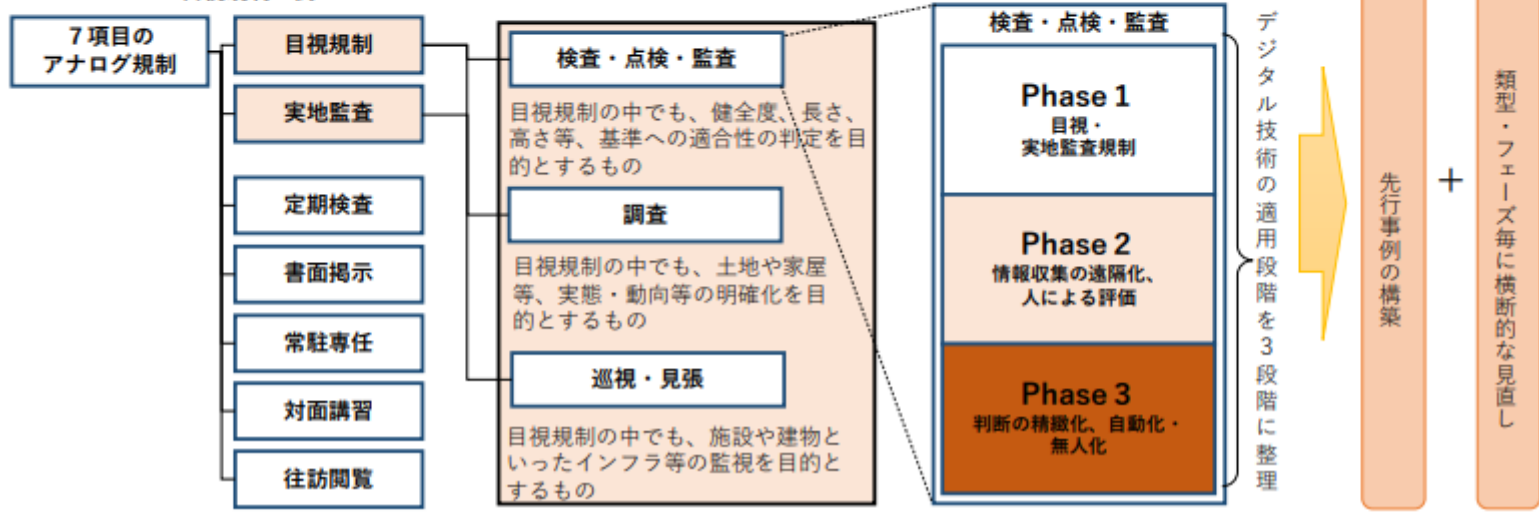 7項目の
アナログ規制
目視規制
実地監査
定期検査
書面掲示
常駐専任
対面講習
往訪閲覧
検査・点検・監査
目視規制の中でも、健全度、長さ、
高さ等、基準への適合性の判定を目
的とするもの
調査
目視規制の中でも、土地や家屋
等、実態・動向等の明確化を目
的とするもの
巡視・見張
目視規制の中でも、施設や建物と
いったインフラ等の監視を目的と
するもの
検査・点検・監査
Phase 1
目視・
実地監査規制
Phase 2
情報収集の遠隔化、
人による評価
Phase 3
判断の精緻化、自動化・
無人化
デジタル技術の適用段階を3段階に整理
先行事例の構築
+
類型・フェーズ毎に横断的な見直し